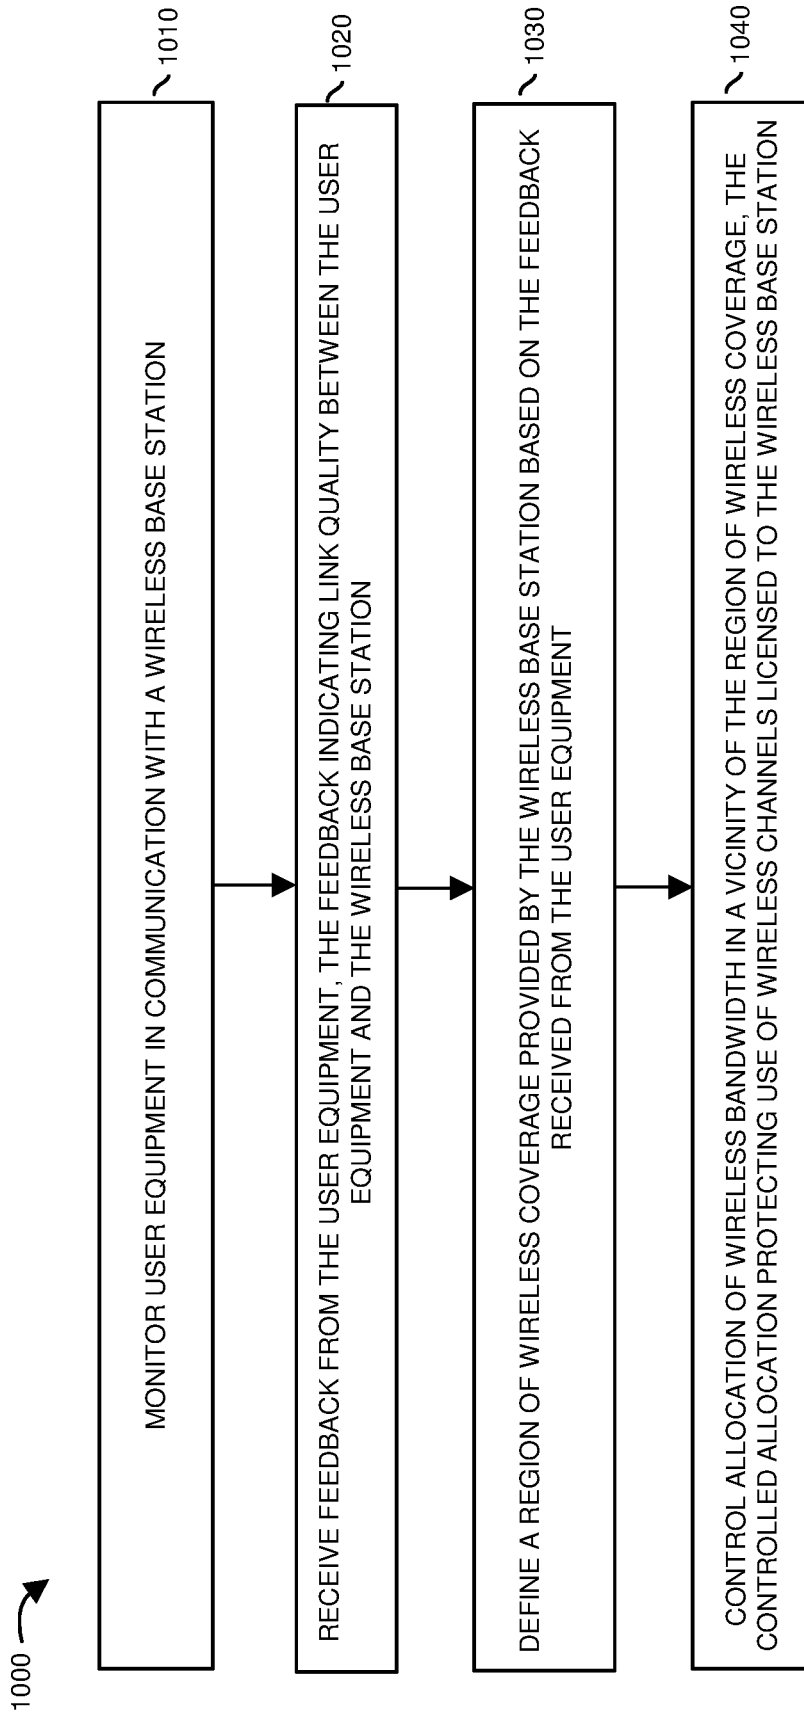 1000
MONITOR USER EQUIPMENT IN COMMUNICATION WITH A WIRELESS BASE STATION
1010
RECEIVE FEEDBACK FROM THE USER EQUIPMENT, THE FEEDBACK INDICATING LINK QUALITY BETWEEN THE USER
EQUIPMENT AND THE WIRELESS BASE STATION
1020
DEFINE A REGION OF WIRELESS COVERAGE PROVIDED BY THE WIRELESS BASE STATION BASED ON THE FEEDBACK
RECEIVED FROM THE USER EQUIPMENT
1030
CONTROL ALLOCATION OF WIRELESS BANDWIDTH IN A VICINITY OF THE REGION OF WIRELESS COVERAGE, THE
CONTROLLED ALLOCATION PROTECTING USE OF WIRELESS CHANNELS LICENSED TO THE WIRELESS BASE STATION
1040